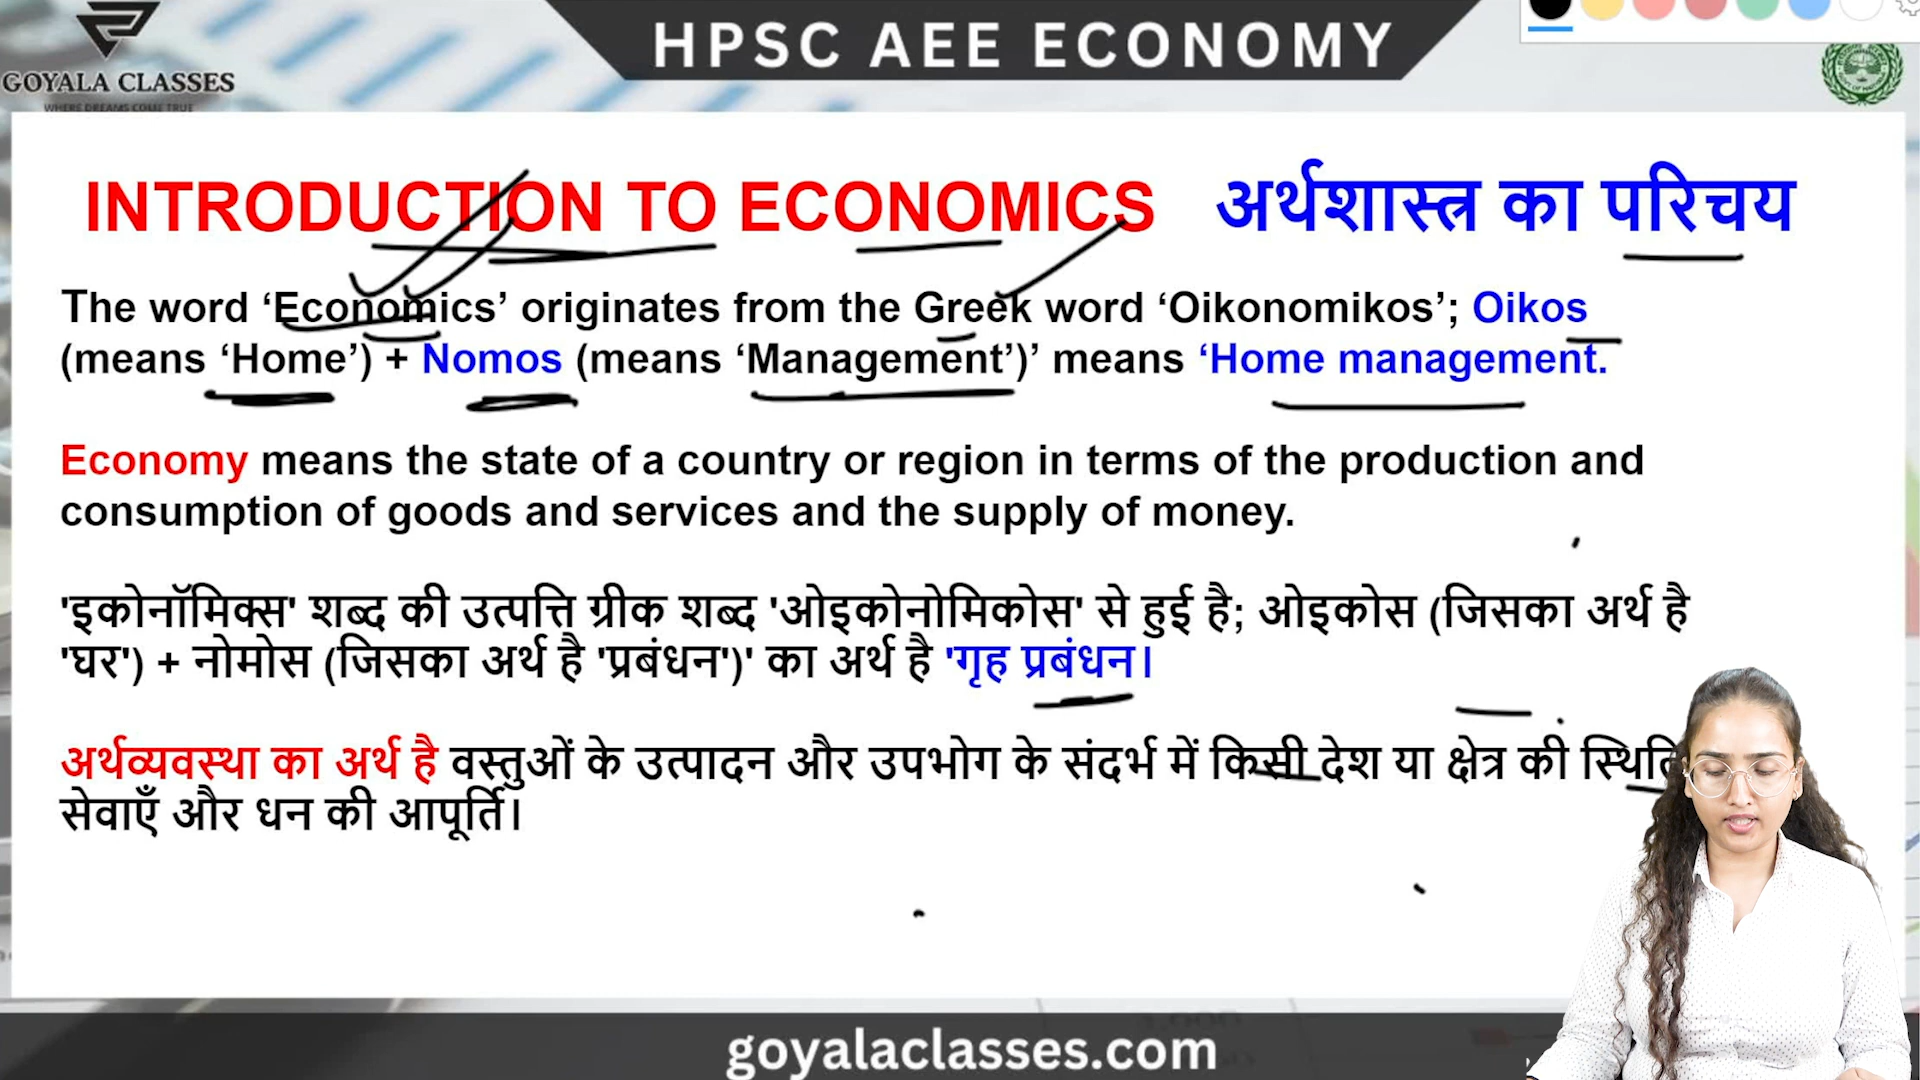 HPSC AEE ECONOMY
GOYALA CLASSES
WHERE DREAMS COME TRUE
INTRODUCTION TO ECONOMICS अर्थशास्त्र का परिचय
The word ‘Economics’ originates from the Greek word ‘Oikonomikos’; Oikos
(means ‘Home’) + Nomos (means ‘Management’)’ means ‘Home management.
Economy means the state of a country or region in terms of the production and
consumption of goods and services and the supply of money.
'इकोनॉमिक्स' शब्द की उत्पत्ति ग्रीक शब्द 'ओइकोनोमिकोस' से हुई है; ओइकोस (जिसका अर्थ है
'घर') + नोमोस (जिसका अर्थ है 'प्रबंधन')' का अर्थ है 'गृह प्रबंधन।
अर्थव्यवस्था का अर्थ है वस्तुओं के उत्पादन और उपभोग के संदर्भ में किसी देश या क्षेत्र की स्थिति
सेवाएँ और धन की आपूर्ति।
goyalaclasses.com